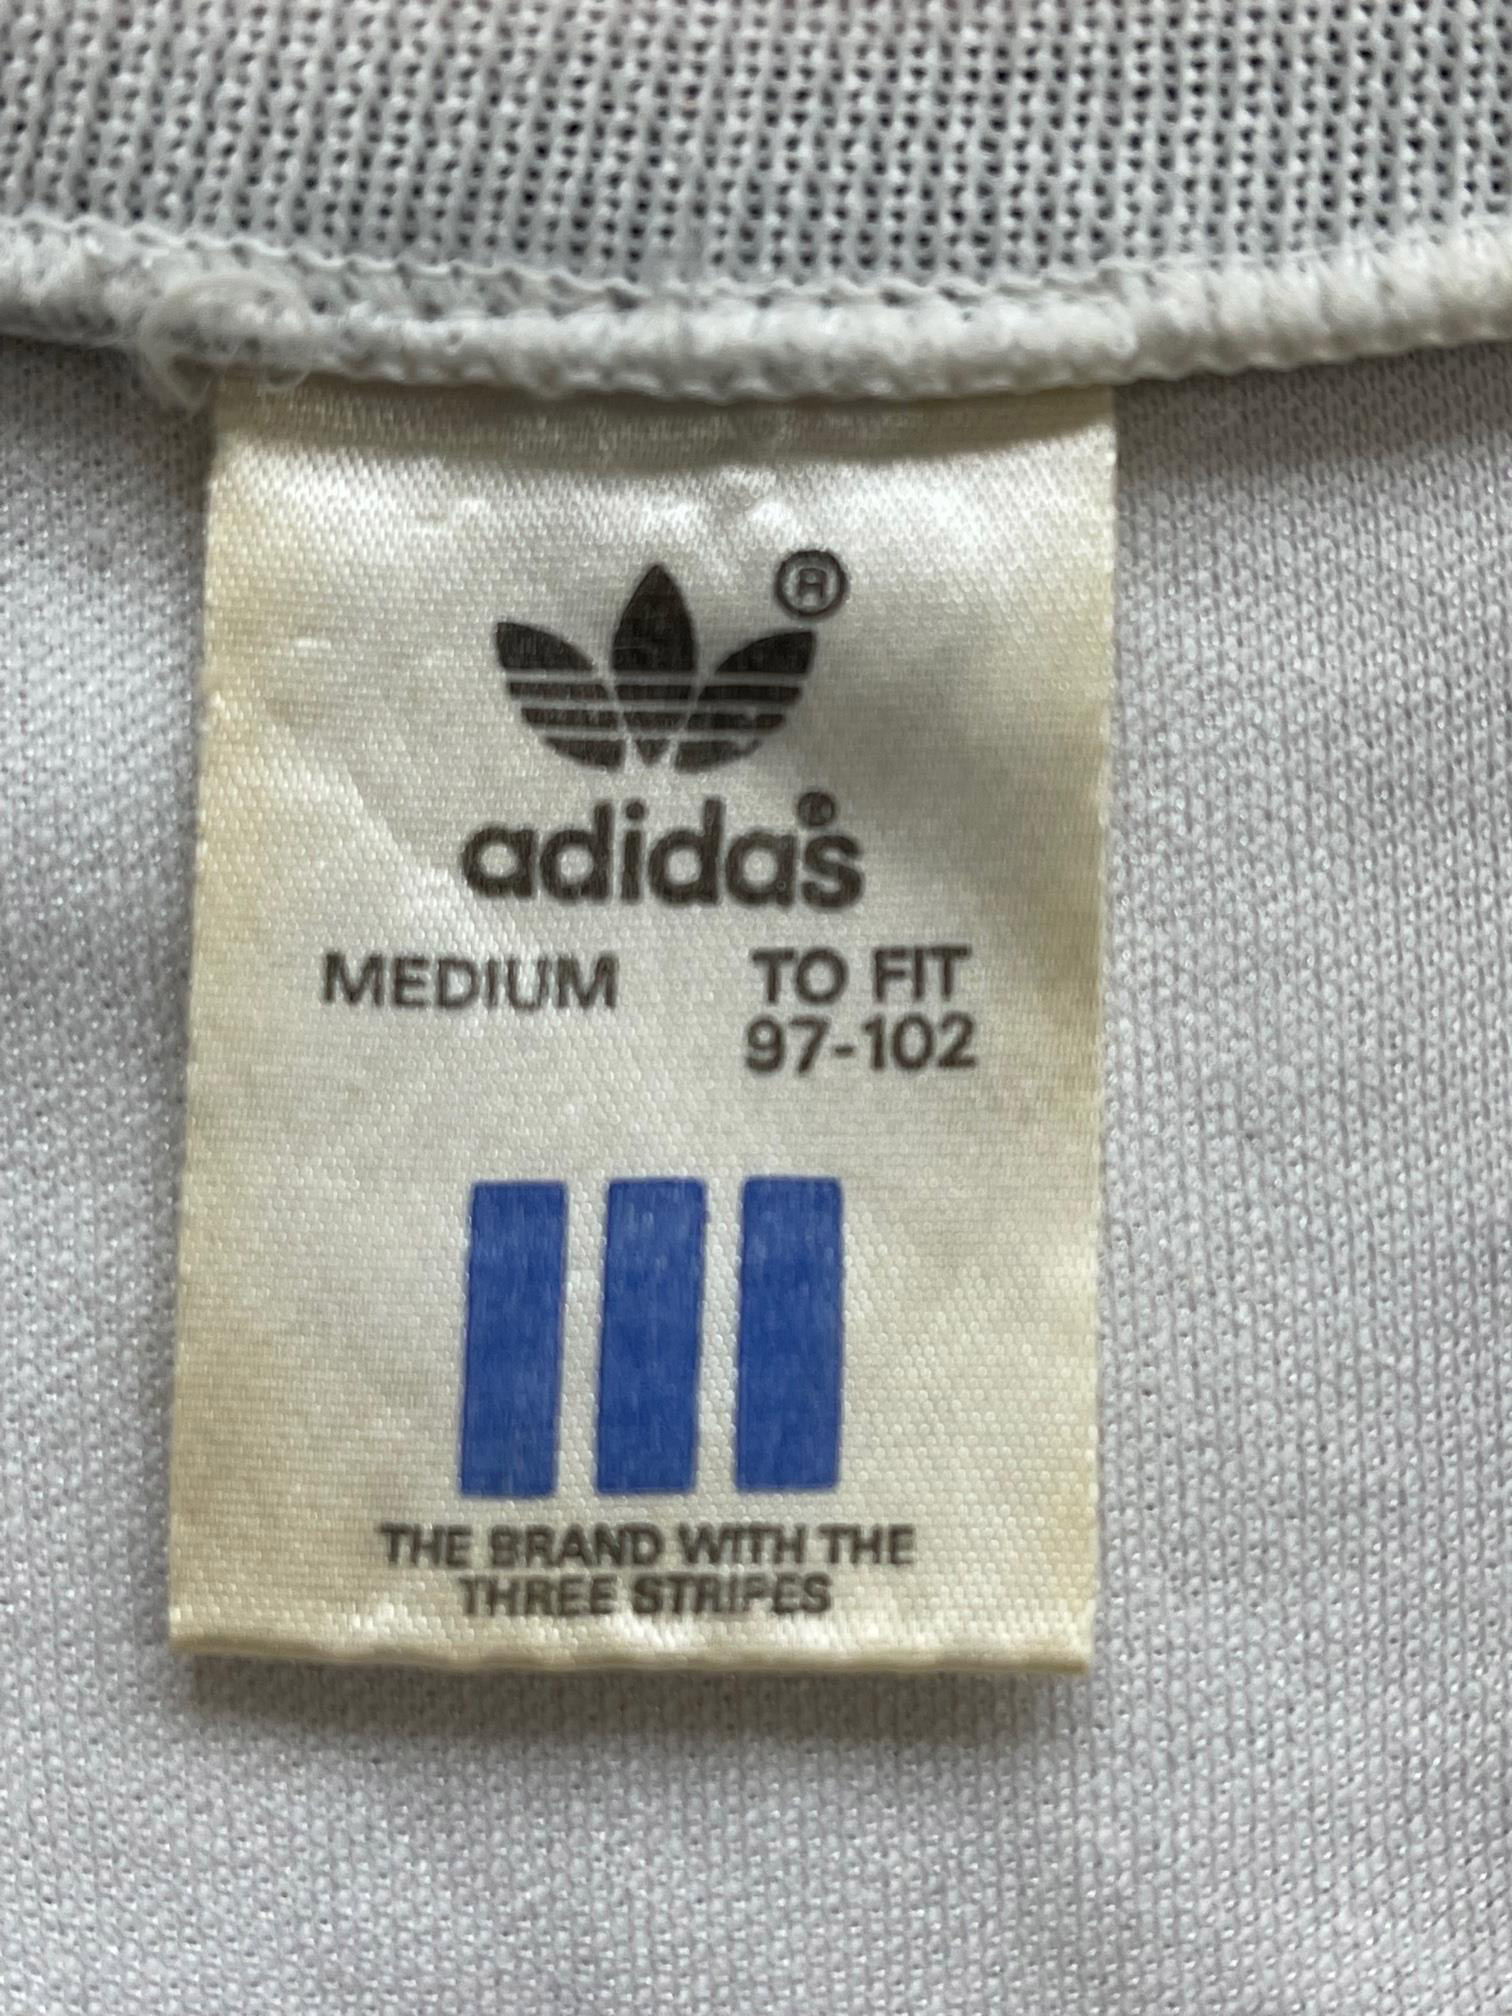 ®
adidas®
MEDIUM TO FIT
97-102
THE BRAND WITH THE
THREE STRIPES